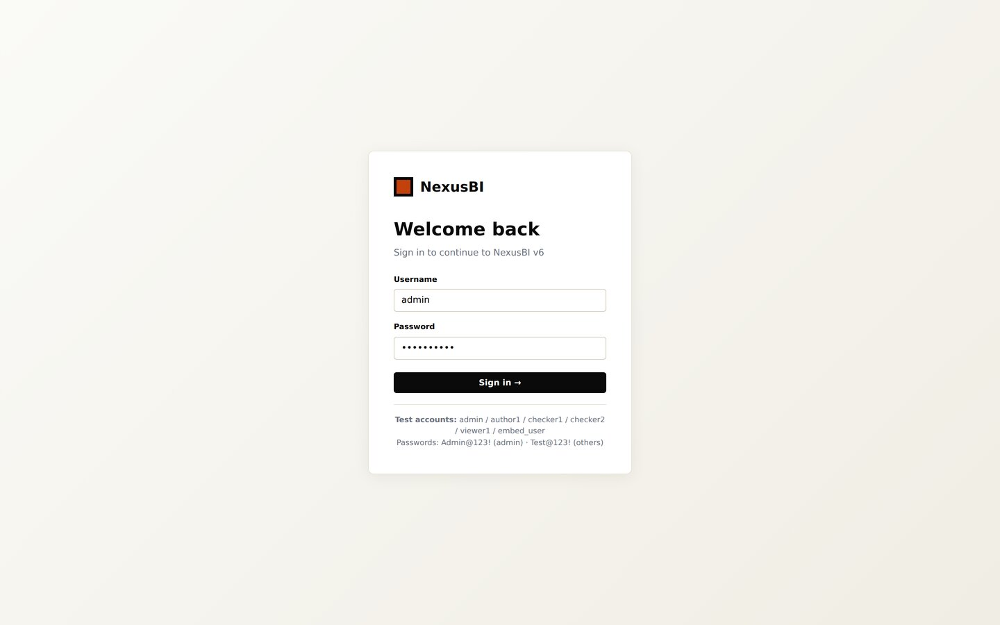 NexusBI
Welcome back
Sign in to continue to NexusBI v6
Username
admin
Password
••••••••••
Sign in →
Test accounts: admin / author1 / checker1 / checker2
/ viewer1 / embed_user
Passwords: Admin@123! (admin) · Test@123! (others)